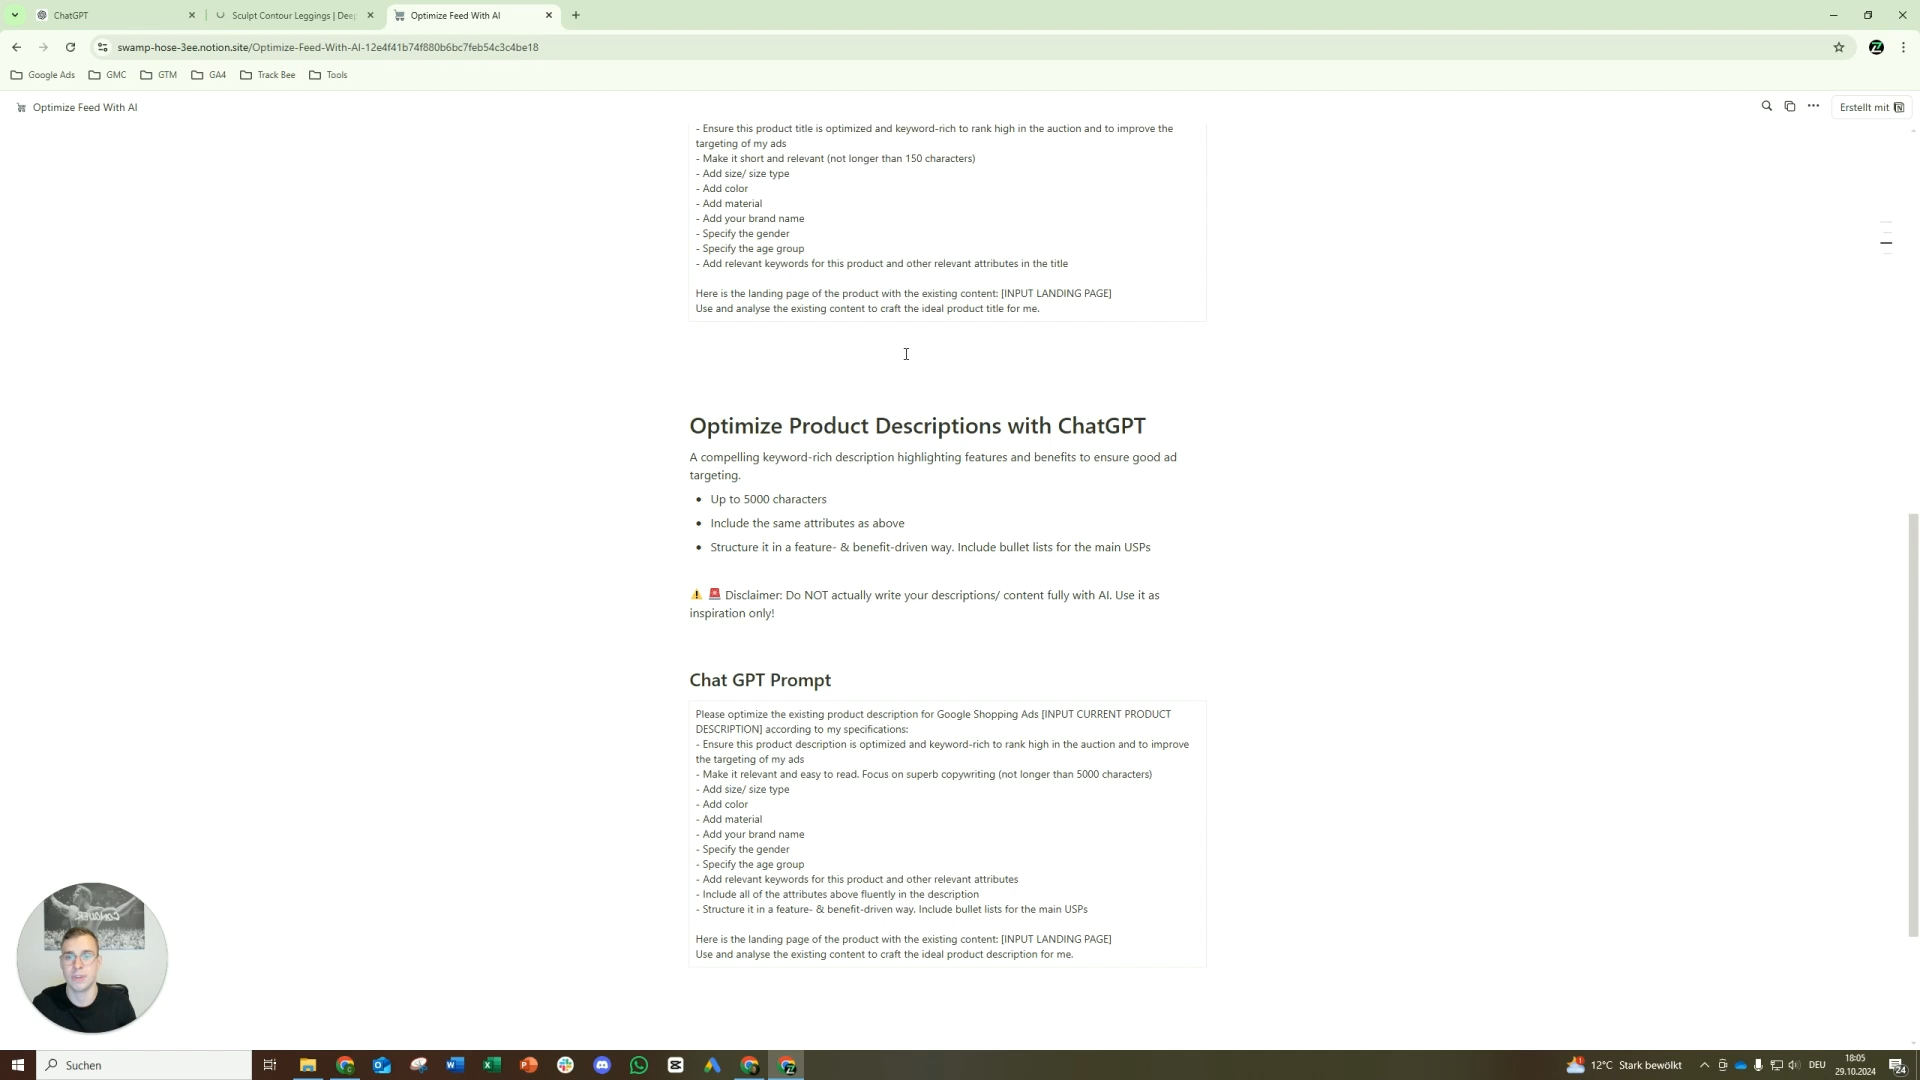 ChatGPT
Sculpt Contour Leggings | Dee
Optimize Feed With AI
swamp-hose-3ee.notion.site/Optimize-Feed-With-AI-12e4f41b74f880b6bc7feb54c3c4be18
Google Ads
GMC
GTM
GA4
Track Bee
Tools
Optimize Feed With AI
Erstellt mit
- Ensure this product title is optimized and keyword-rich to rank high in the auction and to improve the
targeting of my ads
- Make it short and relevant (not longer than 150 characters)
- Add size/ size type
- Add color
- Add material
- Add your brand name
- Specify the gender
- Specify the age group
- Add relevant keywords for this product and other relevant attributes in the title
Here is the landing page of the product with the existing content: [INPUT LANDING PAGE]
Use and analyse the existing content to craft the ideal product title for me.
Optimize Product Descriptions with ChatGPT
A compelling keyword-rich description highlighting features and benefits to ensure good ad
targeting.
• Up to 5000 characters
• Include the same attributes as above
• Structure it in a feature- & benefit-driven way. Include bullet lists for the main USPs
⚠️ 🚨 Disclaimer: Do NOT actually write your descriptions/ content fully with AI. Use it as
inspiration only!
Chat GPT Prompt
Please optimize the existing product description for Google Shopping Ads [INPUT CURRENT PRODUCT
DESCRIPTION] according to my specifications:
- Ensure this product description is optimized and keyword-rich to rank high in the auction and to improve
the targeting of my ads
- Make it relevant and easy to read. Focus on superb copywriting (not longer than 5000 characters)
- Add size/ size type
- Add color
- Add material
- Add your brand name
- Specify the gender
- Specify the age group
- Add relevant keywords for this product and other relevant attributes
- Include all of the attributes above fluently in the description
- Structure it in a feature- & benefit-driven way. Include bullet lists for the main USPs
Here is the landing page of the product with the existing content: [INPUT LANDING PAGE]
Use and analyse the existing content to craft the ideal product description for me.
CONQUER
Suchen
12°C Stark bewölkt
DEU
18:05
29.10.2024
24